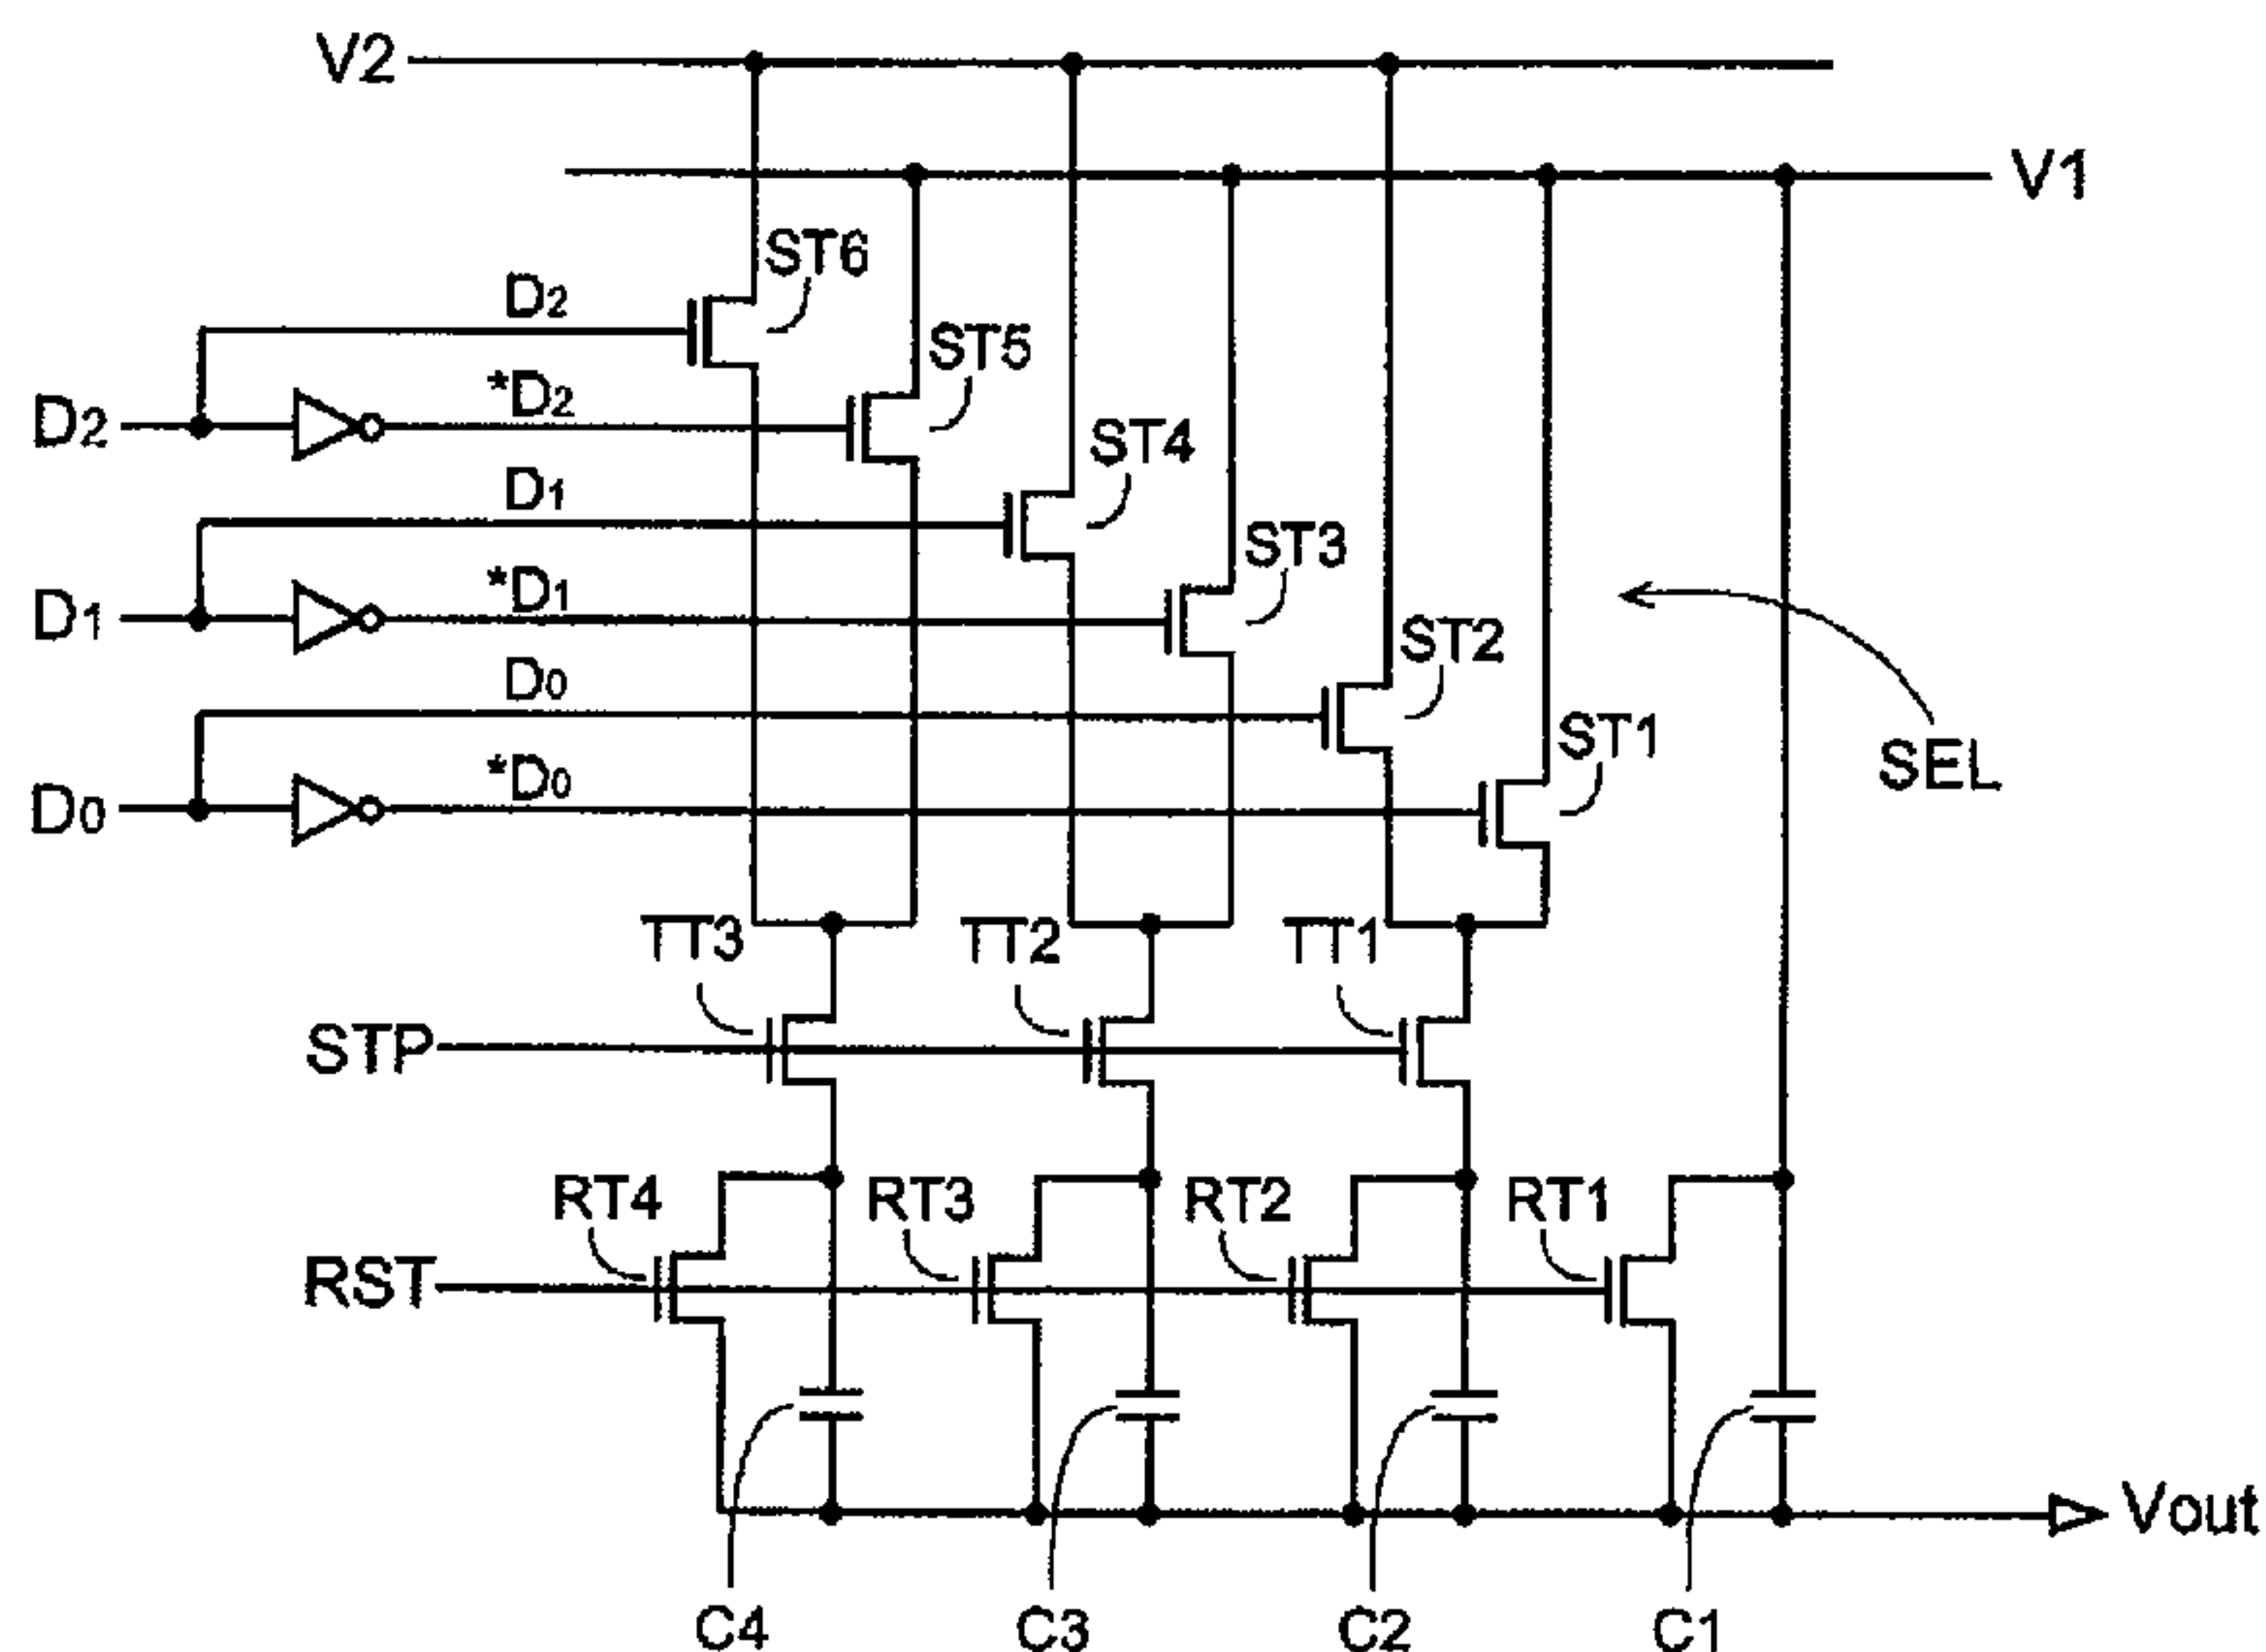 V2
V1
ST6
D2
ST5
*D2
D2
ST4
D1
ST3
*D1
D1
ST2
D0
ST1
*D0
D0
SEL
TT3
TT2
TT1
STP
RT4
RT3
RT2
RT1
RST
Vout
C4
C3
C2
C1